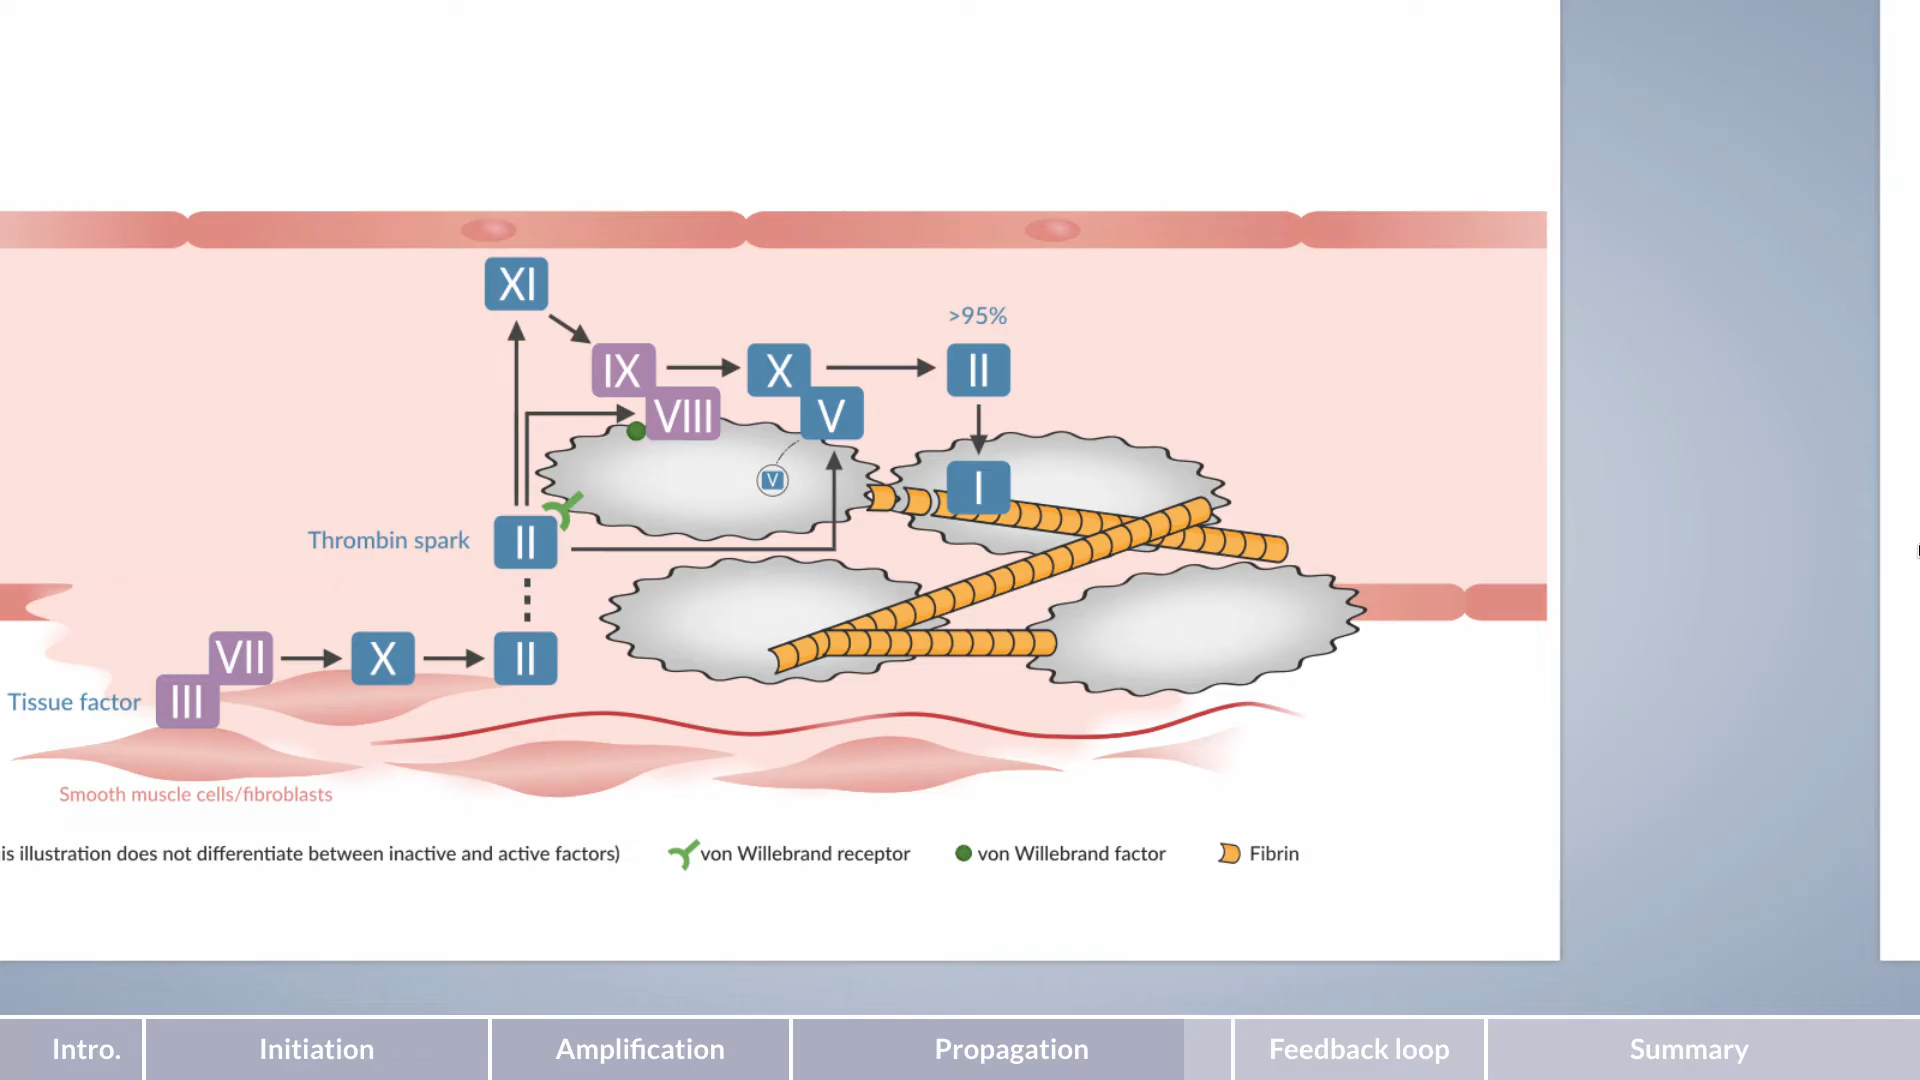 XI
>95%
IX
X
II
VIII
V
V
I
Thrombin spark
II
VII
X
II
Tissue factor
III
Smooth muscle cells/fibroblasts
is illustration does not differentiate between inactive and active factors)
von Willebrand receptor
von Willebrand factor
Fibrin
Intro.
Initiation
Amplification
Propagation
Feedback loop
Summary